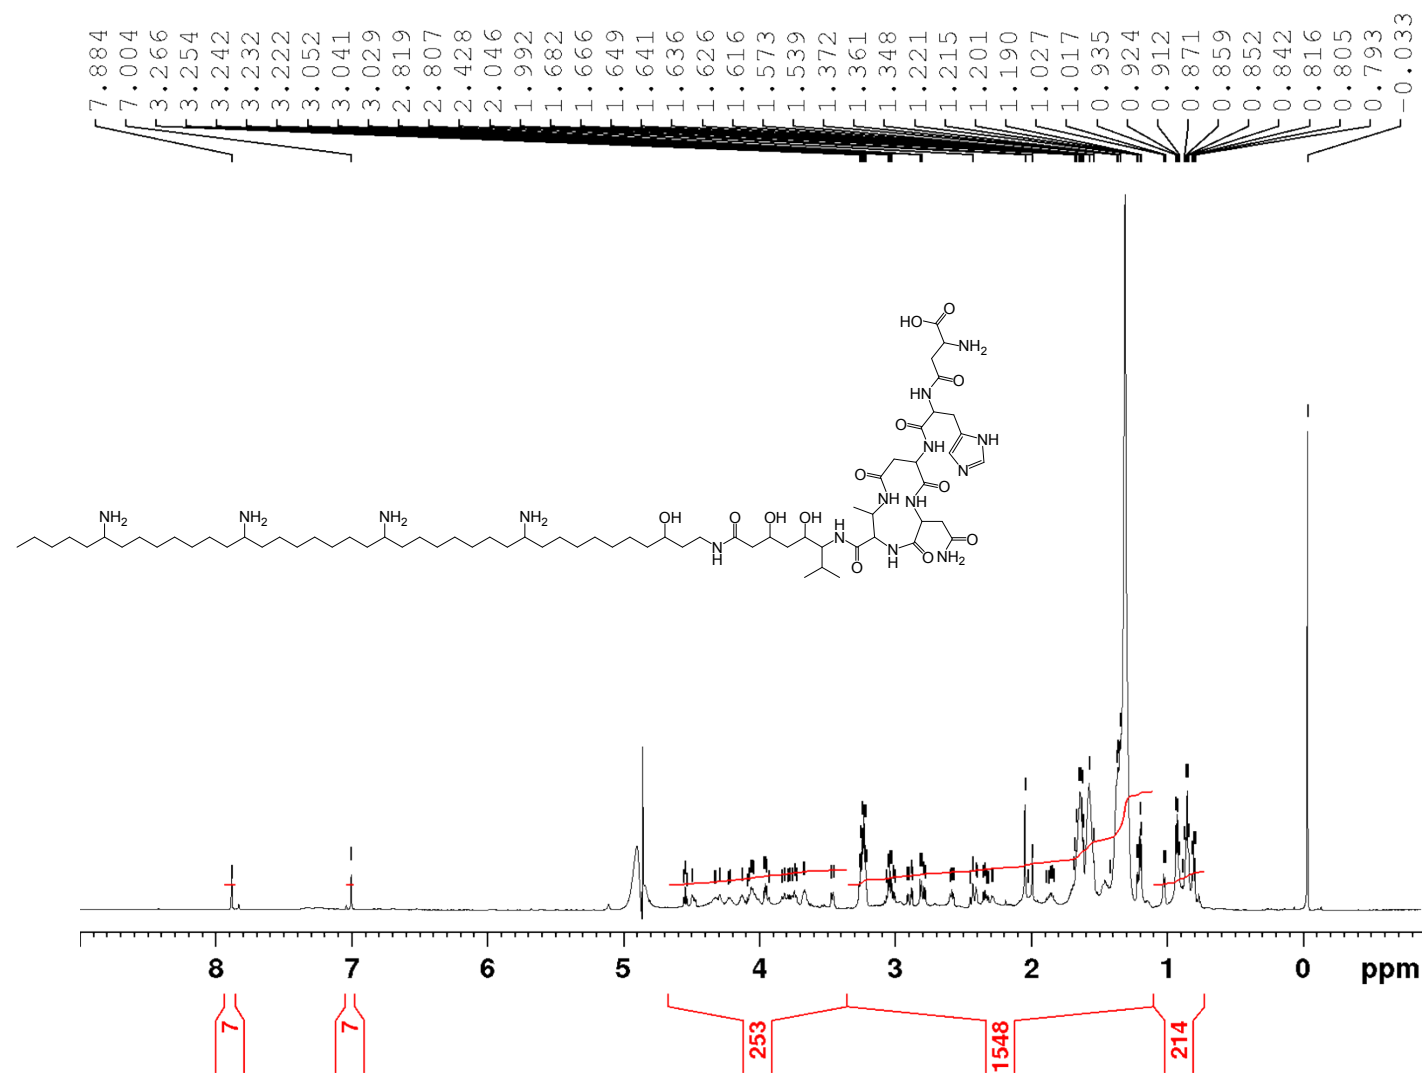 7.884
7.004
3.266
3.254
3.242
3.232
3.222
3.052
3.041
3.029
2.819
2.807
2.428
2.046
1.992
1.682
1.666
1.649
1.641
1.636
1.626
1.616
1.573
1.539
1.372
1.361
1.348
1.221
1.215
1.201
1.190
1.027
1.017
0.935
0.924
0.912
0.871
0.859
0.852
0.842
0.816
0.805
0.793
-0.033
HO
O
NH2
O
HN
O
NH
NH
N
O
O
NH
NH
NH2
NH2
NH2
NH2
OH
O
OH
OH
H
N
N
H
O
N
H
O
O
NH2
8 7 6 5 4 3 2 1 0 ppm
7
7
253
1548
214